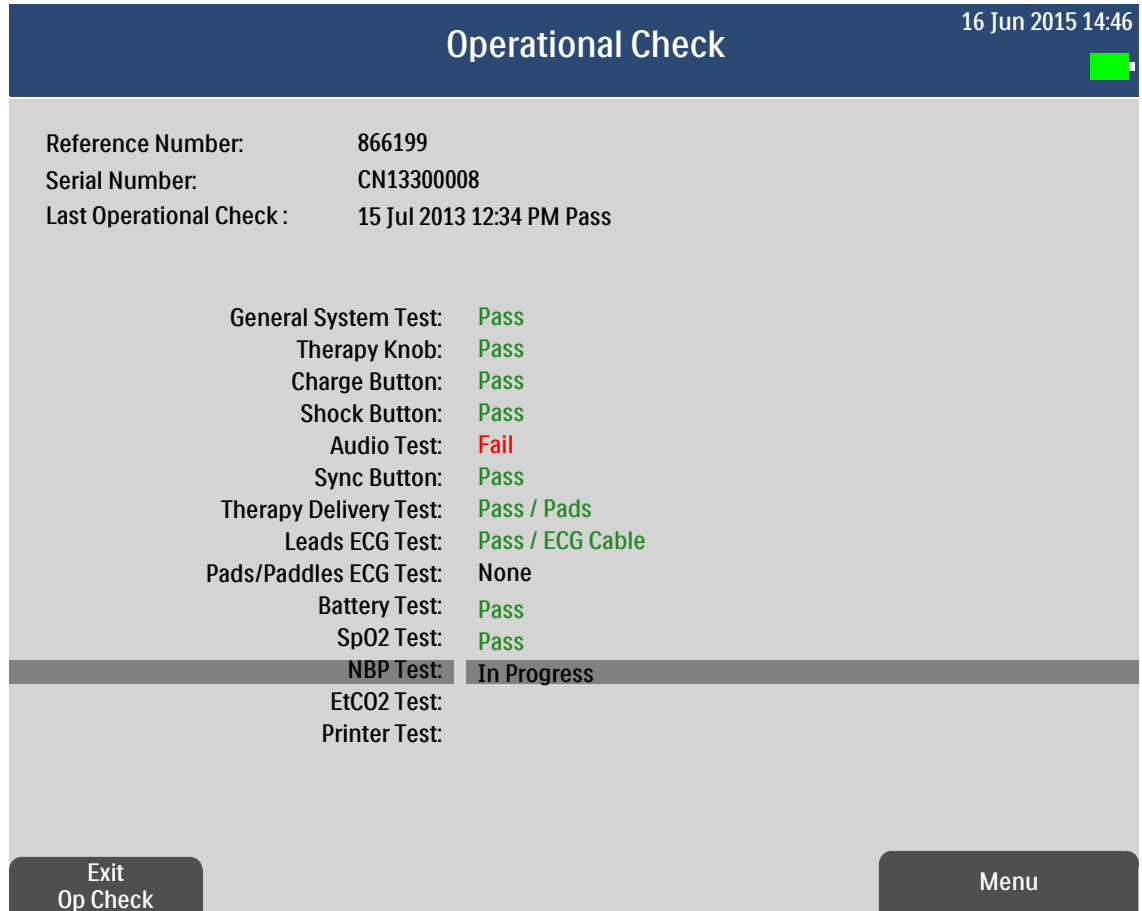 Operational Check
16 Jun 2015 14:46
Reference Number: 866199
Serial Number: CN13300008
Last Operational Check : 15 Jul 2013 12:34 PM Pass
General System Test: Pass
Therapy Knob: Pass
Charge Button: Pass
Shock Button: Pass
Audio Test: Fail
Sync Button: Pass
Therapy Delivery Test: Pass / Pads
Leads ECG Test: Pass / ECG Cable
Pads/Paddles ECG Test: None
Battery Test: Pass
SpO2 Test: Pass
NBP Test: In Progress
EtCO2 Test:
Printer Test:
Exit
Op Check
Menu